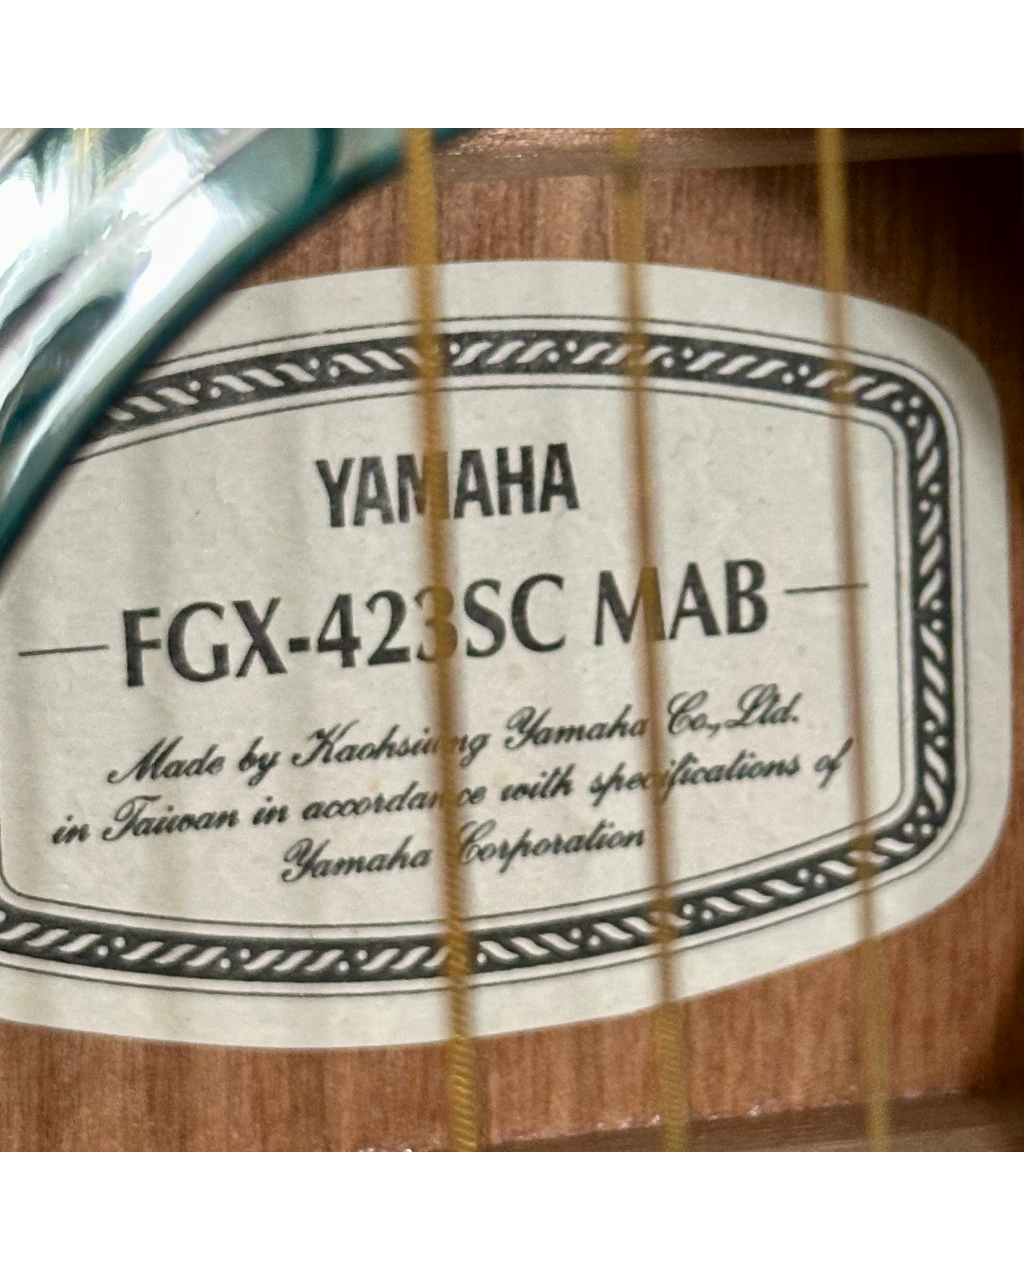 YAMAHA
FGX-423SC MAB
Made by Kaohsiung Yamaha Co., Ltd.
in Taiwan in accordance with specifications of
Yamaha Corporation